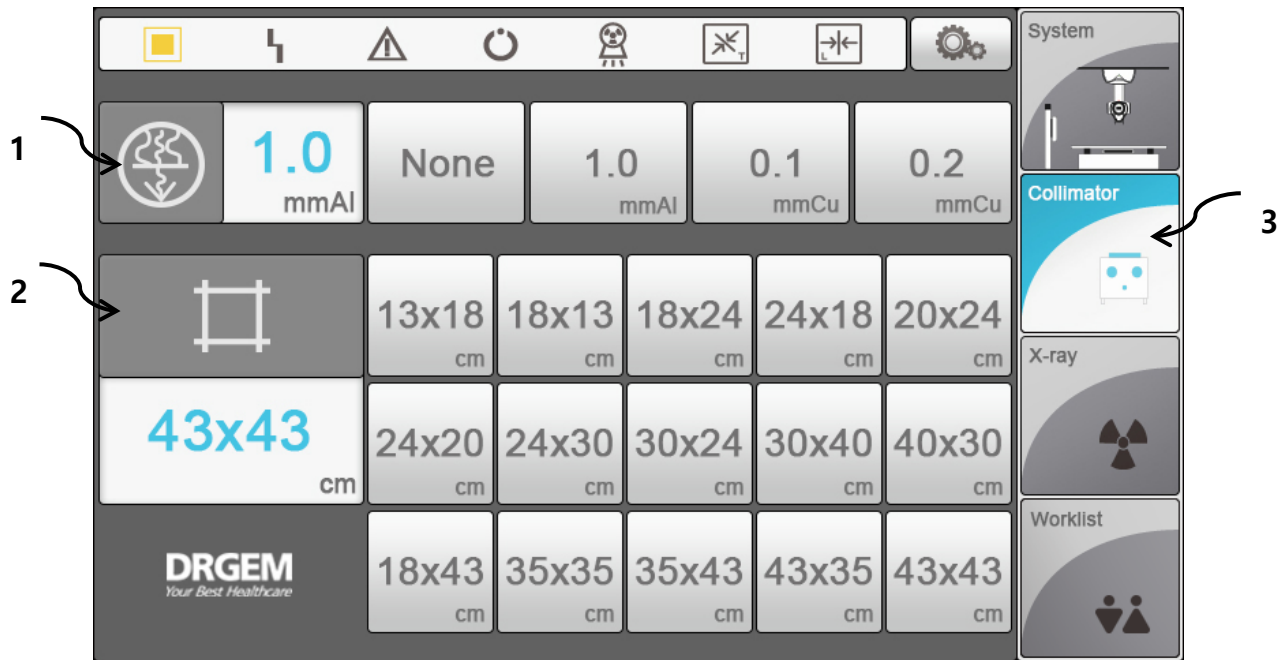 System
1
1.0
mmAl
None
1.0
mmAl
0.1
mmCu
0.2
mmCu
Collimator
3
2
13x18
cm
18x13
cm
18x24
cm
24x18
cm
20x24
cm
X-ray
43x43
cm
24x20
cm
24x30
cm
30x24
cm
30x40
cm
40x30
cm
Worklist
DRGEM
Your Best Healthcare
18x43
cm
35x35
cm
35x43
cm
43x35
cm
43x43
cm
T
L